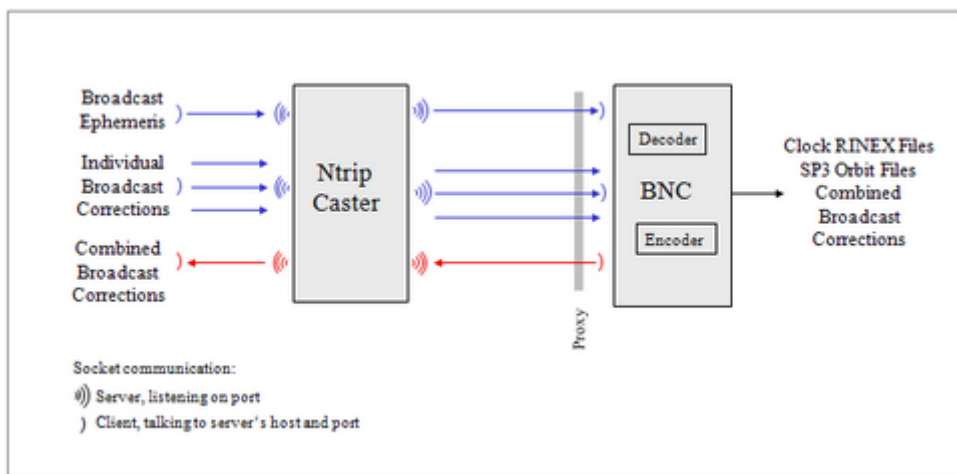 Broadcast
Ephemeris
Individual
Broadcast
Corrections
Combined
Broadcast
Corrections
Ntrip
Caster
Proxy
Decoder
BNC
Encoder
Clock RINEX Files
SP3 Orbit Files
Combined
Broadcast
Corrections
Socket communication:
Server, listening on port
Client, talking to server's host and port